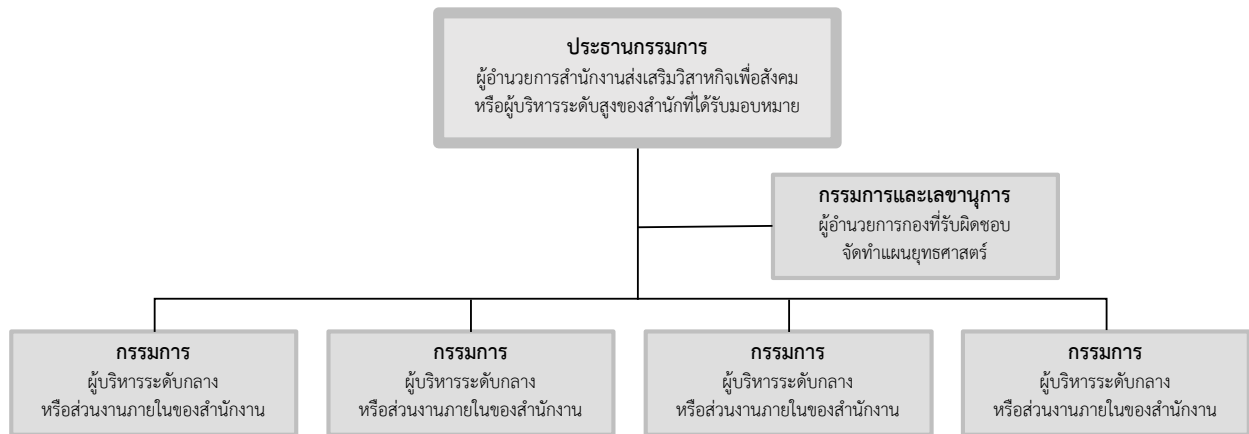 ประธานกรรมการ
ผู้อำนวยการสำนักงานส่งเสริมวิสาหกิจเพื่อสังคม
หรือผู้บริหารระดับสูงของสำนักที่ได้รับมอบหมาย
กรรมการและเลขานุการ
ผู้อำนวยการกองที่รับผิดชอบ
จัดทำแผนยุทธศาสตร์
กรรมการ
ผู้บริหารระดับกลาง
หรือส่วนงานภายในของสำนักงาน
กรรมการ
ผู้บริหารระดับกลาง
หรือส่วนงานภายในของสำนักงาน
กรรมการ
ผู้บริหารระดับกลาง
หรือส่วนงานภายในของสำนักงาน
กรรมการ
ผู้บริหารระดับกลาง
หรือส่วนงานภายในของสำนักงาน